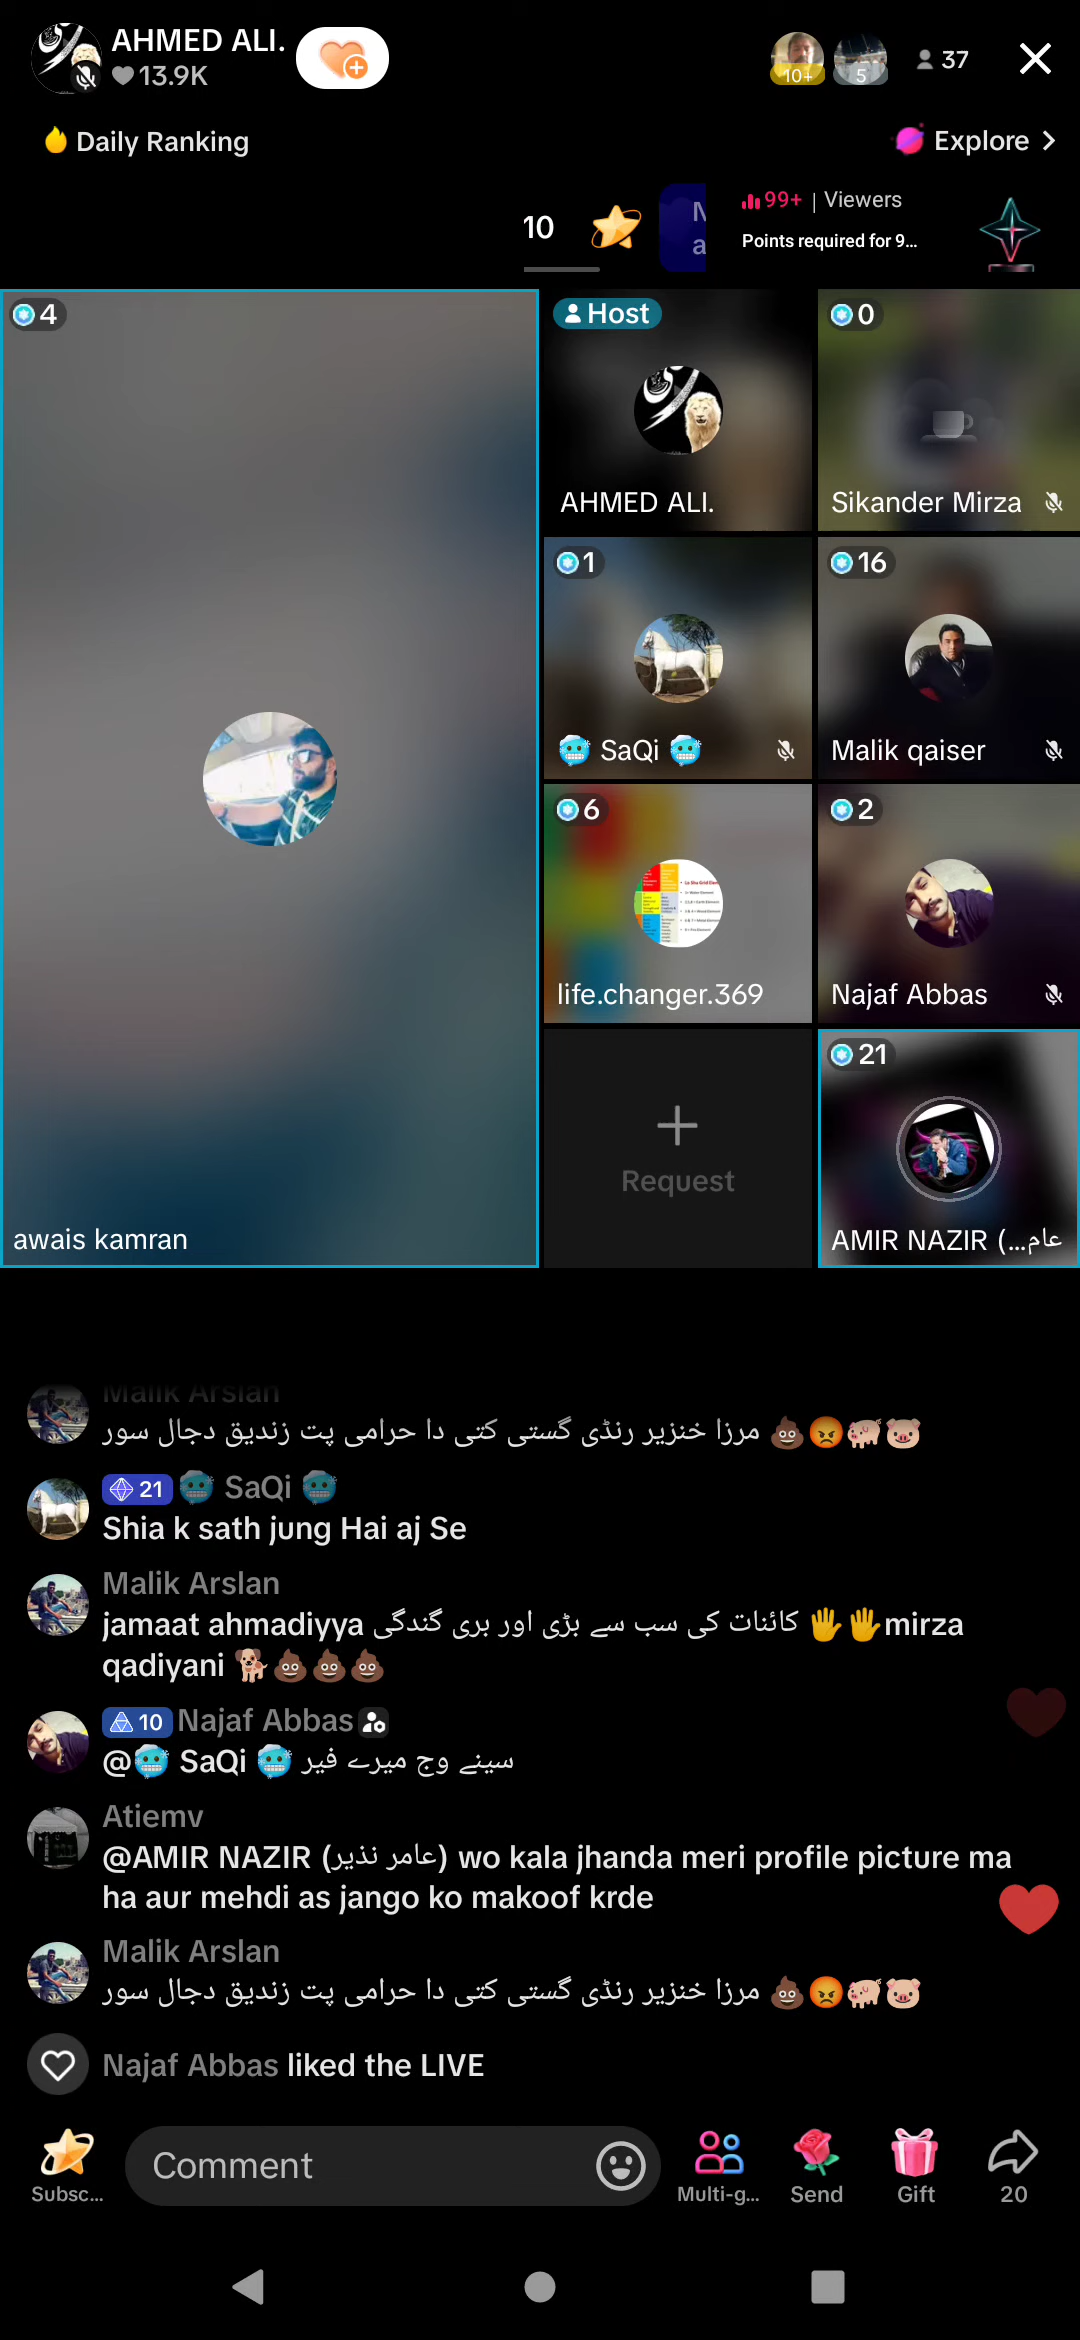 AHMED ALI.
13.9K
10+
5
37
Daily Ranking
Explore
10
99+ | Viewers
Points required for 9...
4
awais kamran
Host
AHMED ALI.
0
Sikander Mirza
1
🥶 SaQi 🥶
16
Malik qaiser
6
life.changer.369
2
Najaf Abbas
Request
21
AMIR NAZIR (...عام
Malik Arslan
مرزا خنزیر رنڈی گستی کتی دا حرامی پت زندیق دجال سور 💩😡🐖🐷
21 🥶 SaQi 🥶
Shia k sath jung Hai aj Se
Malik Arslan
jamaat ahmadiyya کائنات کی سب سے بڑی اور بری گندگی 🖐🖐mirza
qadiyani 🐕💩💩💩
10 Najaf Abbas
@🥶 SaQi 🥶 سینے وچ میرے فیر
Atiemv
@AMIR NAZIR (عامر نذیر) wo kala jhanda meri profile picture ma
ha aur mehdi as jango ko makoof krde
Malik Arslan
مرزا خنزیر رنڈی گستی کتی دا حرامی پت زندیق دجال سور 💩😡🐖🐷
Najaf Abbas liked the LIVE
Comment
Subsc...
Multi-g...
Send
Gift
20